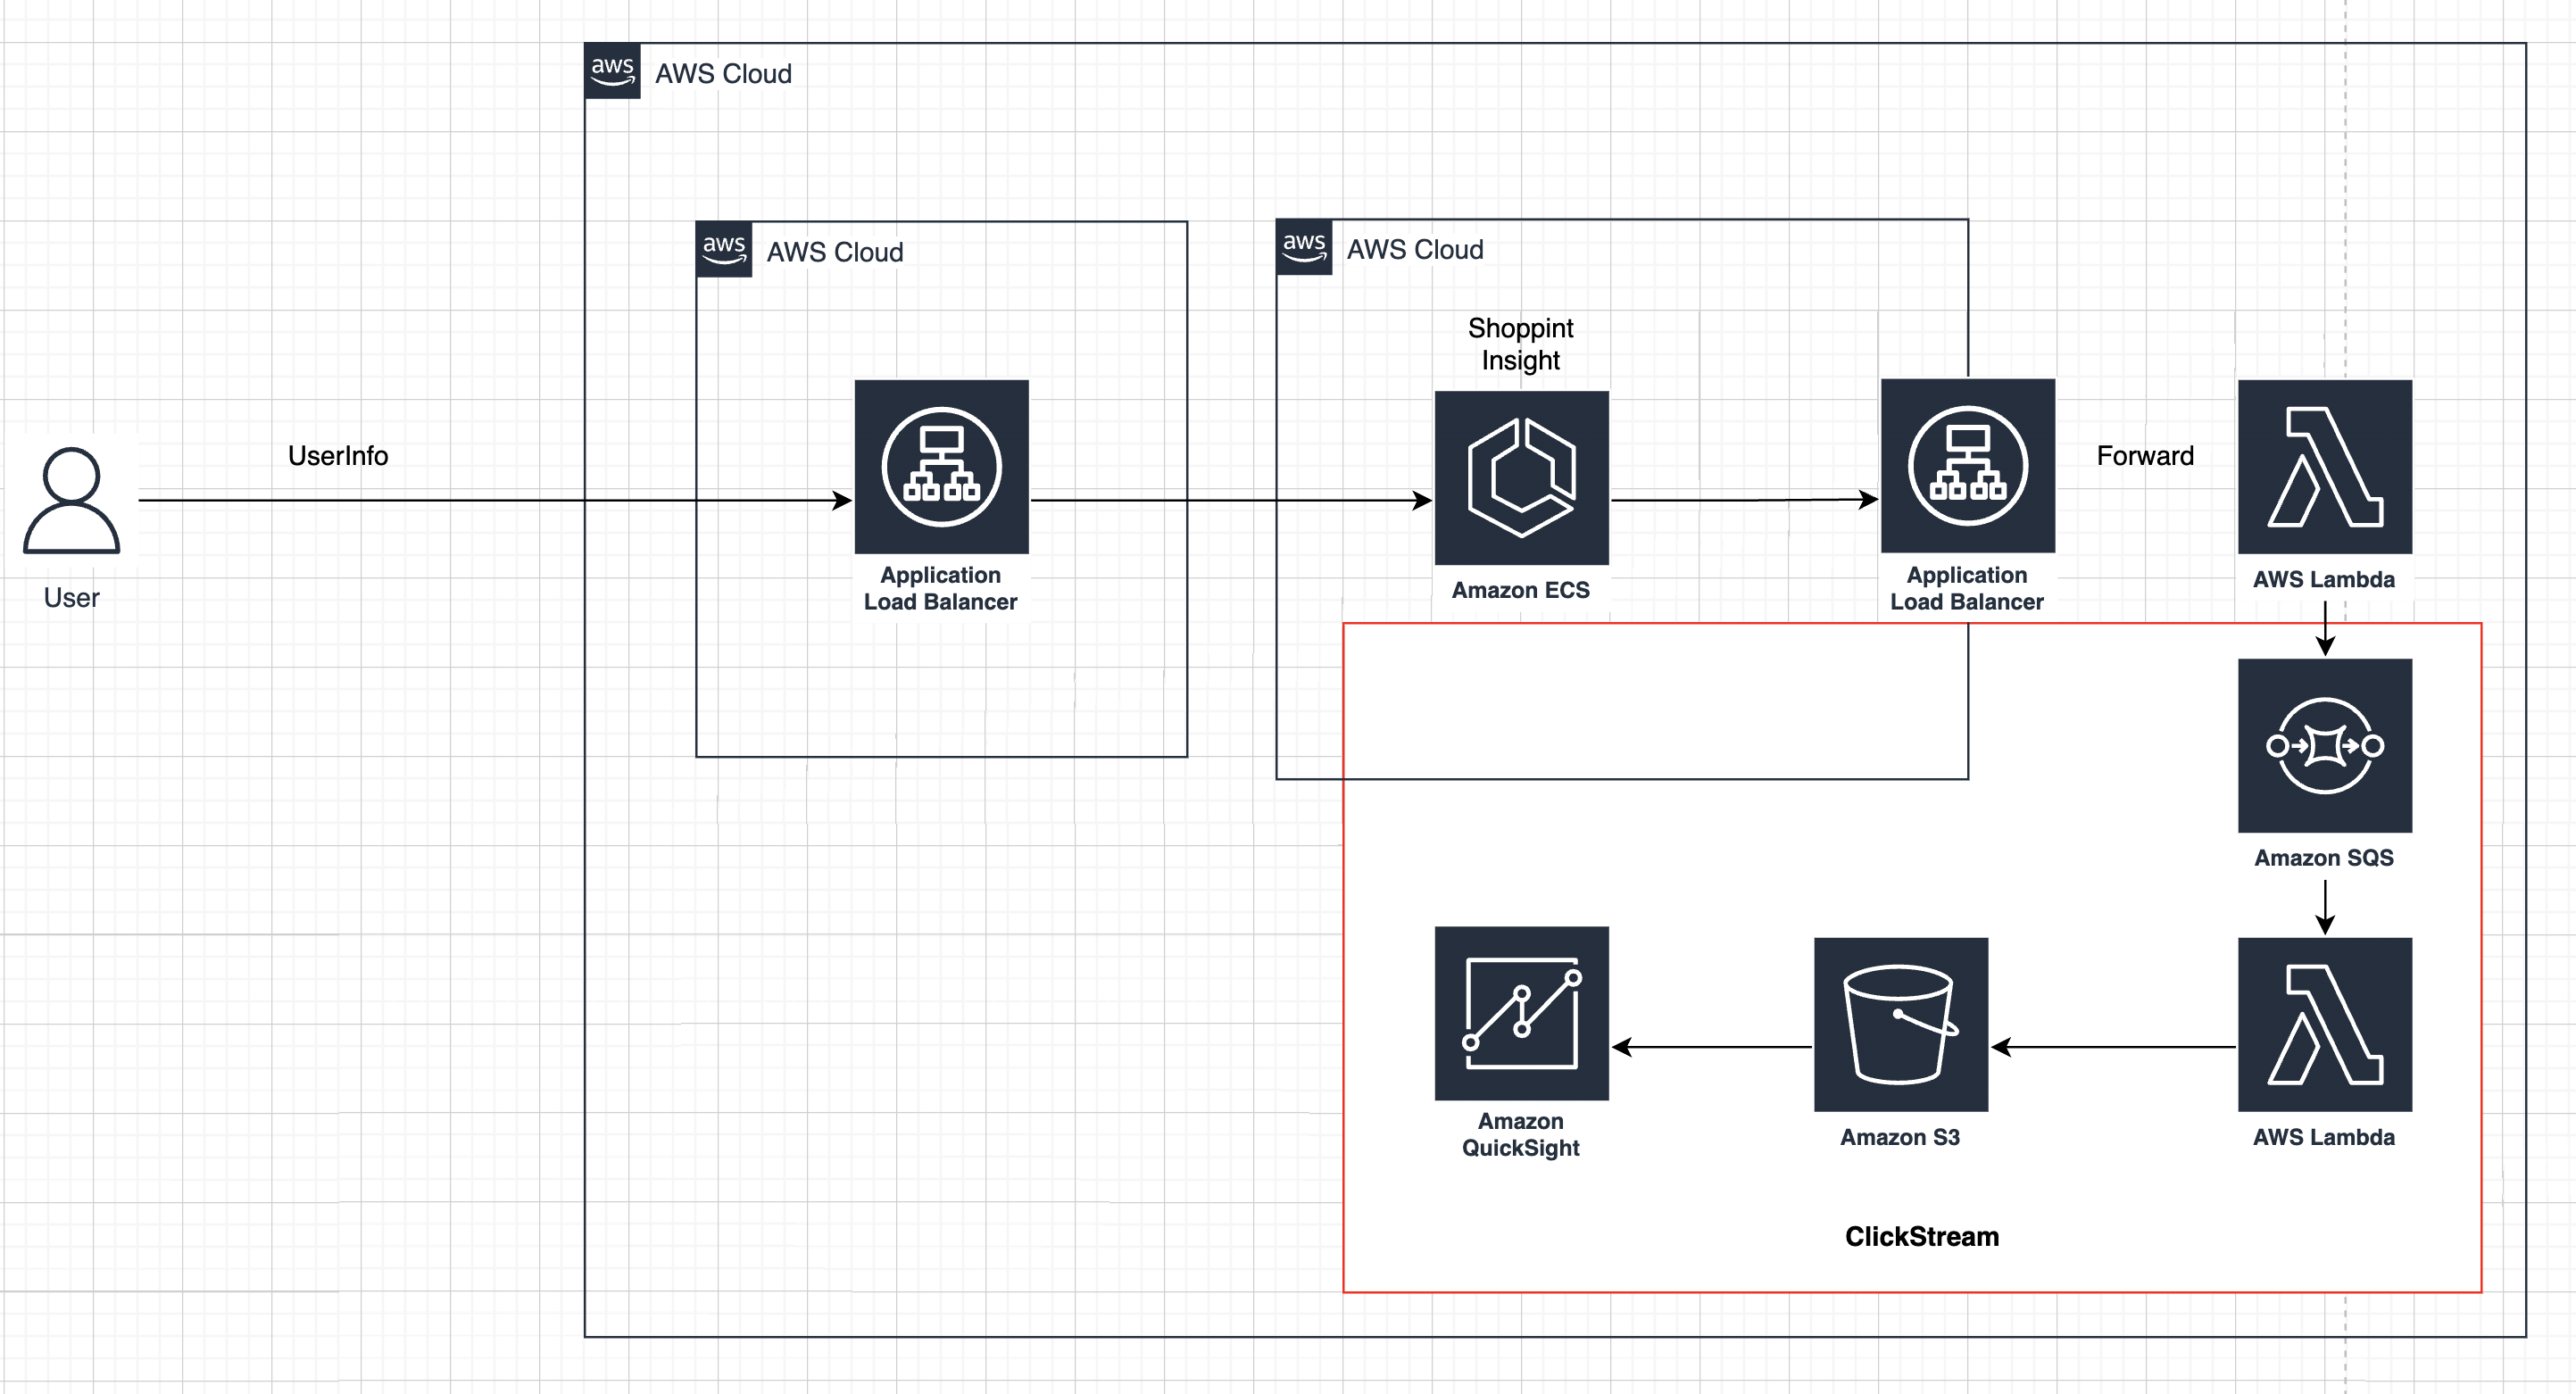 aws
AWS Cloud
aws
AWS Cloud
aws
AWS Cloud
Shoppint
Insight
UserInfo
Forward
User
Application
Load Balancer
Amazon ECS
Application
Load Balancer
AWS Lambda
Amazon SQS
Amazon
QuickSight
Amazon S3
AWS Lambda
ClickStream